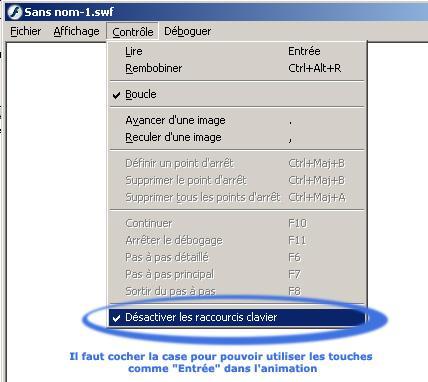 Sans nom-1.swf
Fichier Affichage Contrôle Déboguer
Lire Entrée
Rembobiner Ctrl+Alt+R
Boucle
Avancer d'une image .
Reculer d'une image ,
Définir un point d'arrêt Ctrl+Maj+B
Supprimer le point d'arrêt Ctrl+Maj+B
Supprimer tous les points d'arrêt Ctrl+Maj+A
Continuer F10
Arrêter le débogage F11
Pas à pas détaillé F6
Pas à pas principal F7
Sortir du pas à pas F8
Désactiver les raccourcis clavier
Il faut cocher la case pour pouvoir utiliser les touches
comme "Entrée" dans l'animation